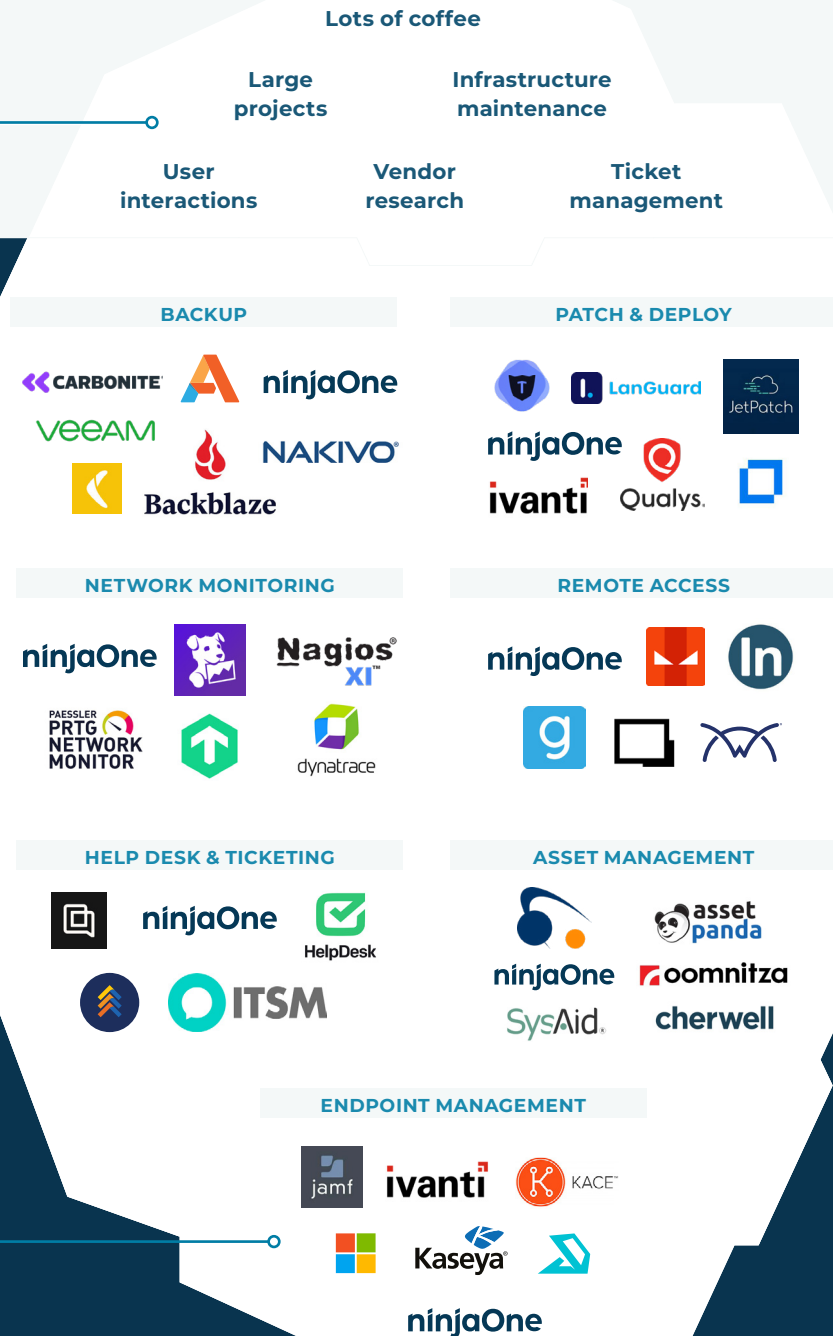 Lots of coffee
Large
projects
Infrastructure
maintenance
User
interactions
Vendor
research
Ticket
management
BACKUP
CARBONITE
ninjaOne
veeAM
NAKIVO®
Backblaze
PATCH & DEPLOY
T
l.
LanGuard
JetPatch
ninjaOne
ivanti
Qualys.
NETWORK MONITORING
ninjaOne
Nagios®
XI™
PAESSLER
PRTG
NETWORK
MONITOR
dynatrace
REMOTE ACCESS
ninjaOne
In
g
HELP DESK & TICKETING
ninjaOne
HelpDesk
ITSM
ASSET MANAGEMENT
asset
panda
ninjaOne
oomnitza
SysAid®
cherwell
ENDPOINT MANAGEMENT
jamf
ivanti
K
KACE™
Kaseya®
ninjaOne